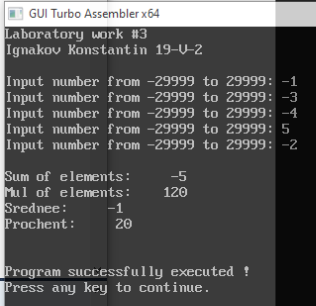 GUI Turbo Assembler x64
Laboratory work #3
Ignakov Konstantin 19-V-2
Input number from -29999 to 29999: -1
Input number from -29999 to 29999: -3
Input number from -29999 to 29999: -4
Input number from -29999 to 29999: 5
Input number from -29999 to 29999: -2
Sum of elements: -5
Mul of elements: 120
Srednee: -1
Prochent: 20
Program successfully executed !
Press any key to continue.